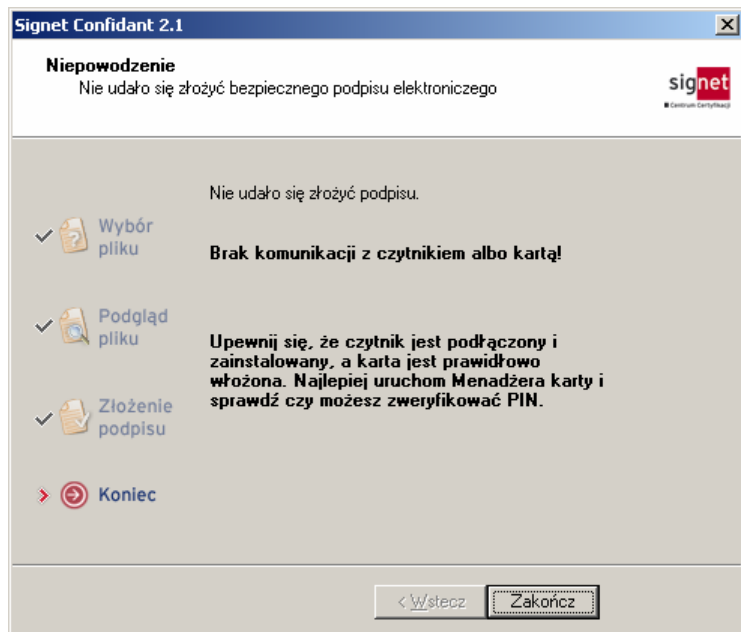 Signet Confidant 2.1
Niepowodzenie
Nie udało się złożyć bezpiecznego podpisu elektroniczego
signet
Centrum Certyfikacji
Wybór
pliku
Podgląd
pliku
Złożenie
podpisu
Koniec
Nie udało się złożyć podpisu.
Brak komunikacji z czytnikiem albo kartą!
Upewnij się, że czytnik jest podłączony i
zainstalowany, a karta jest prawidłowo
włożona. Najlepiej uruchom Menadżera karty i
sprawdź czy możesz zweryfikować PIN.
< Wstecz
Zakończ